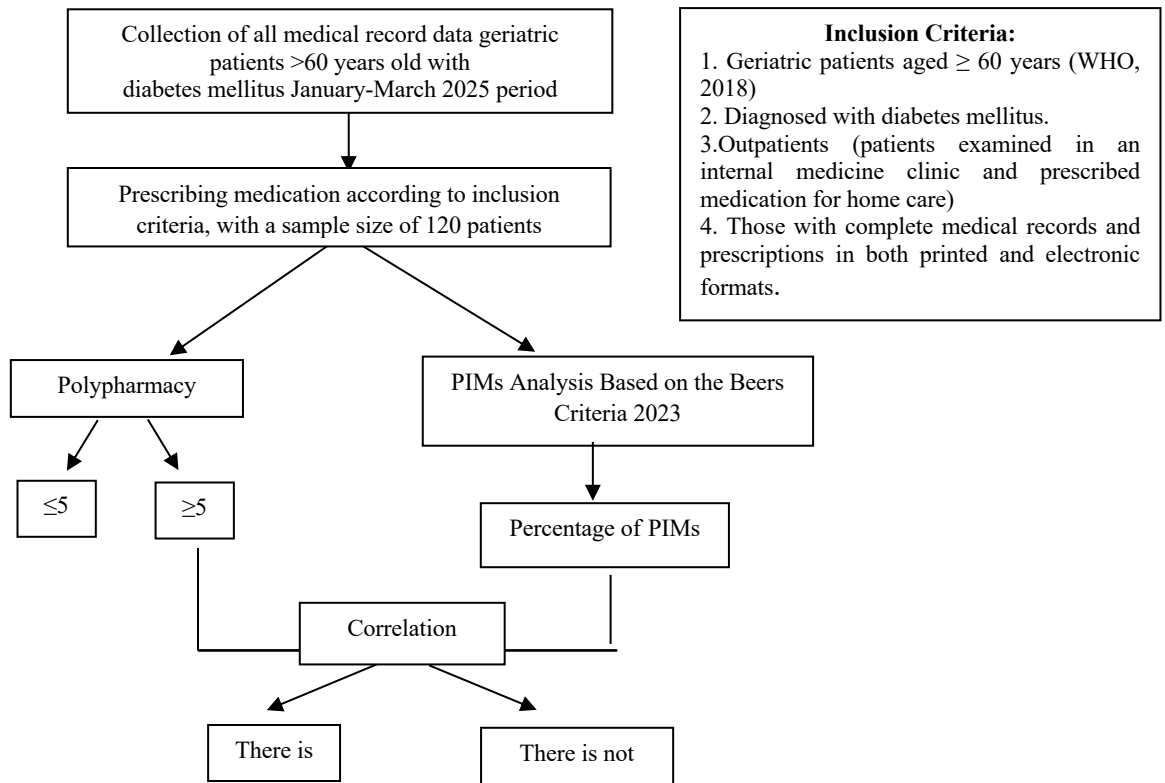 Collection of all medical record data geriatric
patients >60 years old with
diabetes mellitus January-March 2025 period
Inclusion Criteria:
1. Geriatric patients aged ≥ 60 years (WHO,
2018)
2. Diagnosed with diabetes mellitus.
3.Outpatients (patients examined in an
internal medicine clinic and prescribed
medication for home care)
4. Those with complete medical records and
prescriptions in both printed and electronic
formats.
Prescribing medication according to inclusion
criteria, with a sample size of 120 patients
Polypharmacy
PIMs Analysis Based on the Beers
Criteria 2023
≤5
≥5
Percentage of PIMs
Correlation
There is
There is not